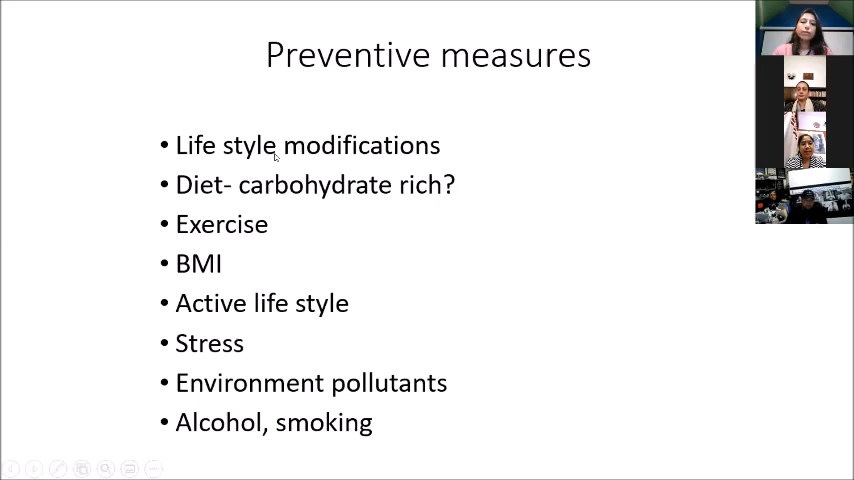 Preventive measures
• Life style modifications
• Diet- carbohydrate rich?
• Exercise
• BMI
• Active life style
• Stress
• Environment pollutants
• Alcohol, smoking